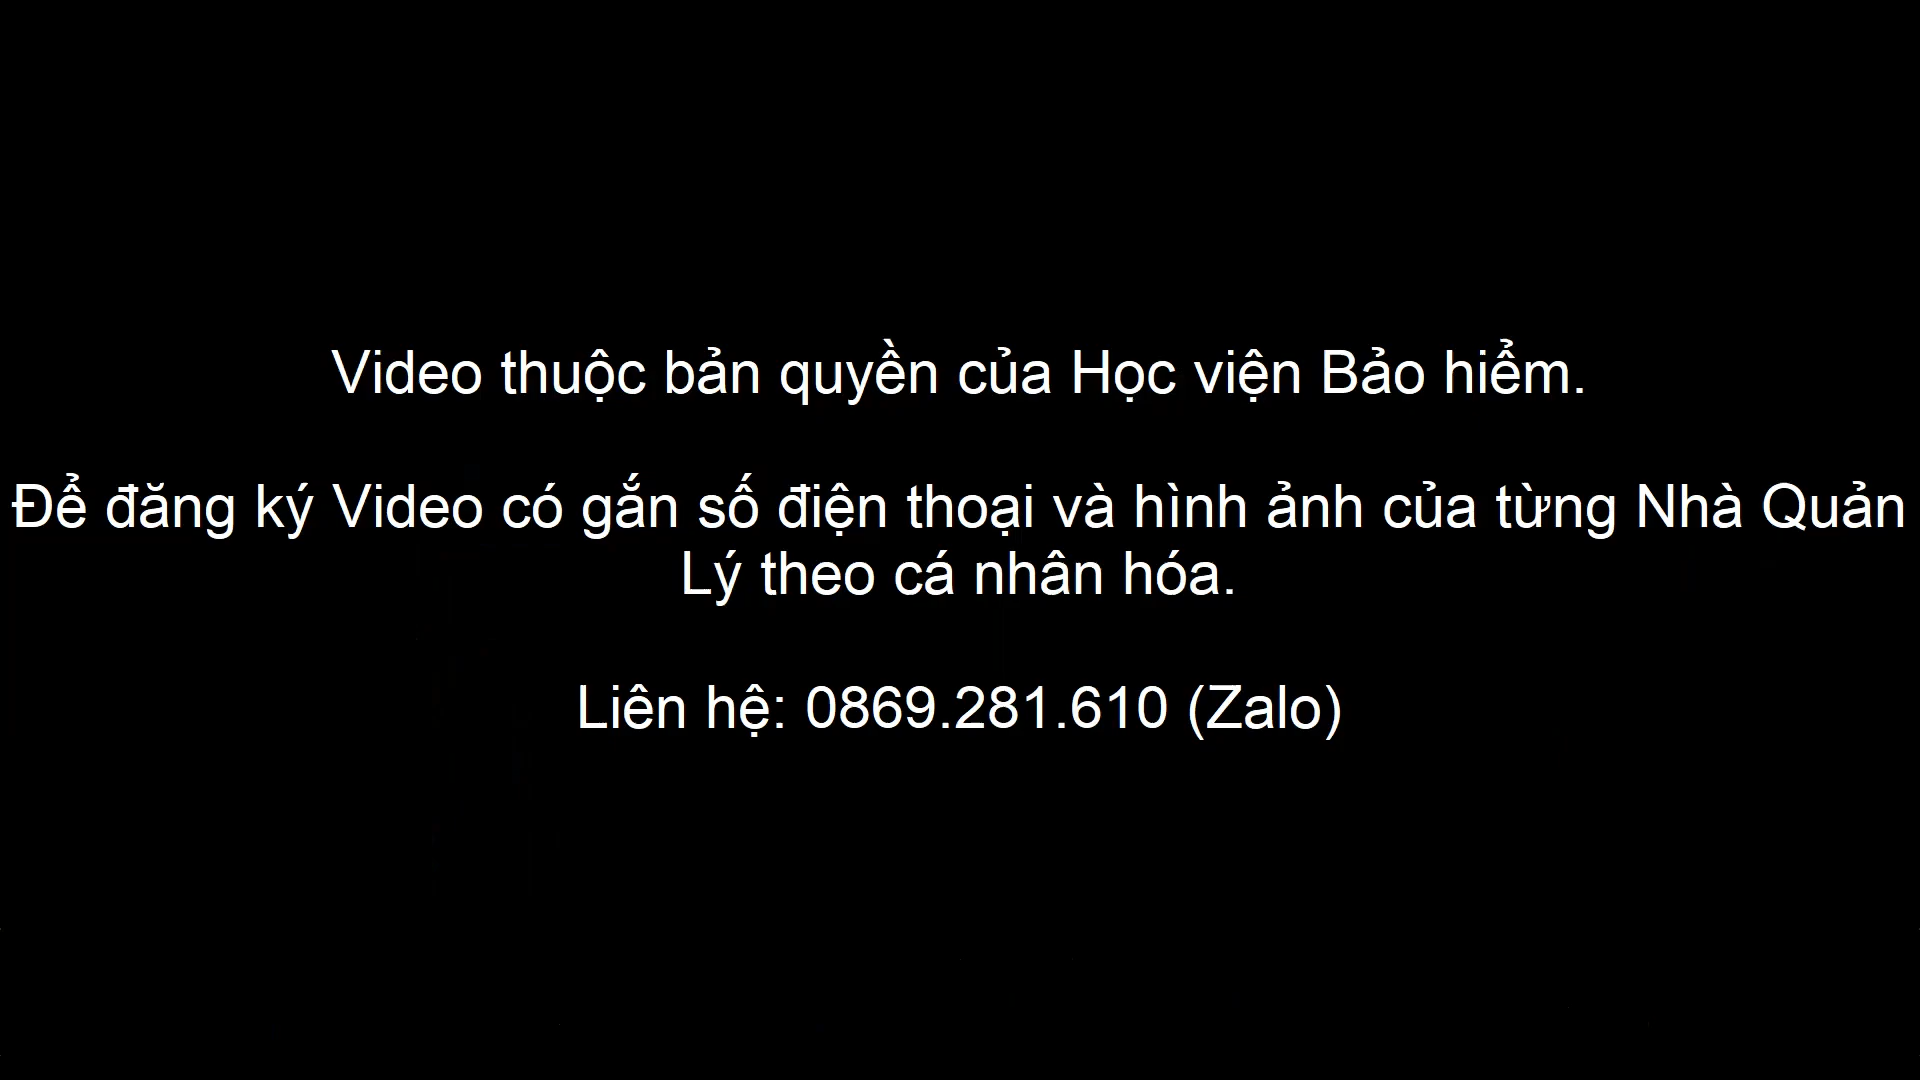 Video thuộc bản quyền của Học viện Bảo hiểm.
Để đăng ký Video có gắn số điện thoại và hình ảnh của từng Nhà Quản
Lý theo cá nhân hóa.
Liên hệ: 0869.281.610 (Zalo)